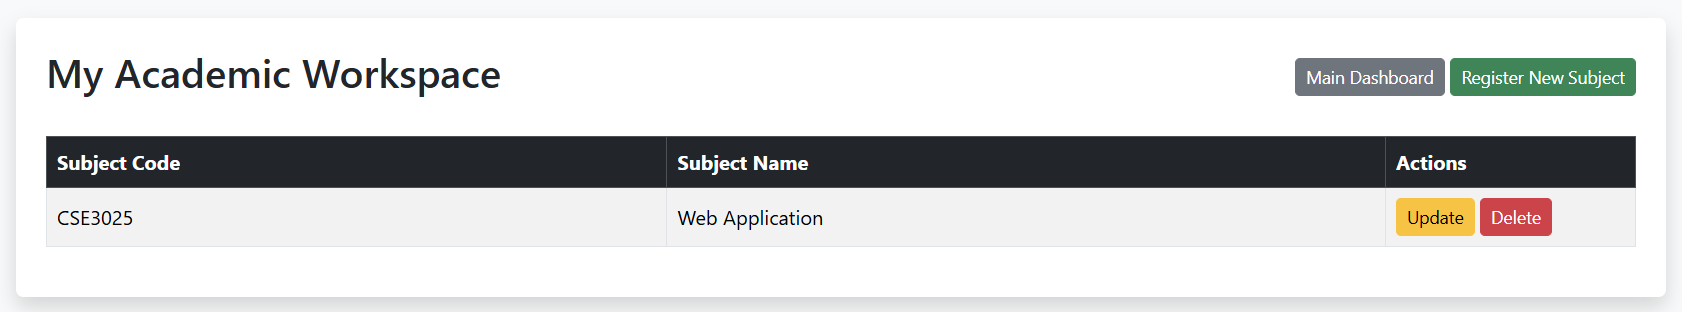 My Academic Workspace
Main Dashboard Register New Subject
Subject Code Subject Name Actions
CSE3025 Web Application Update Delete